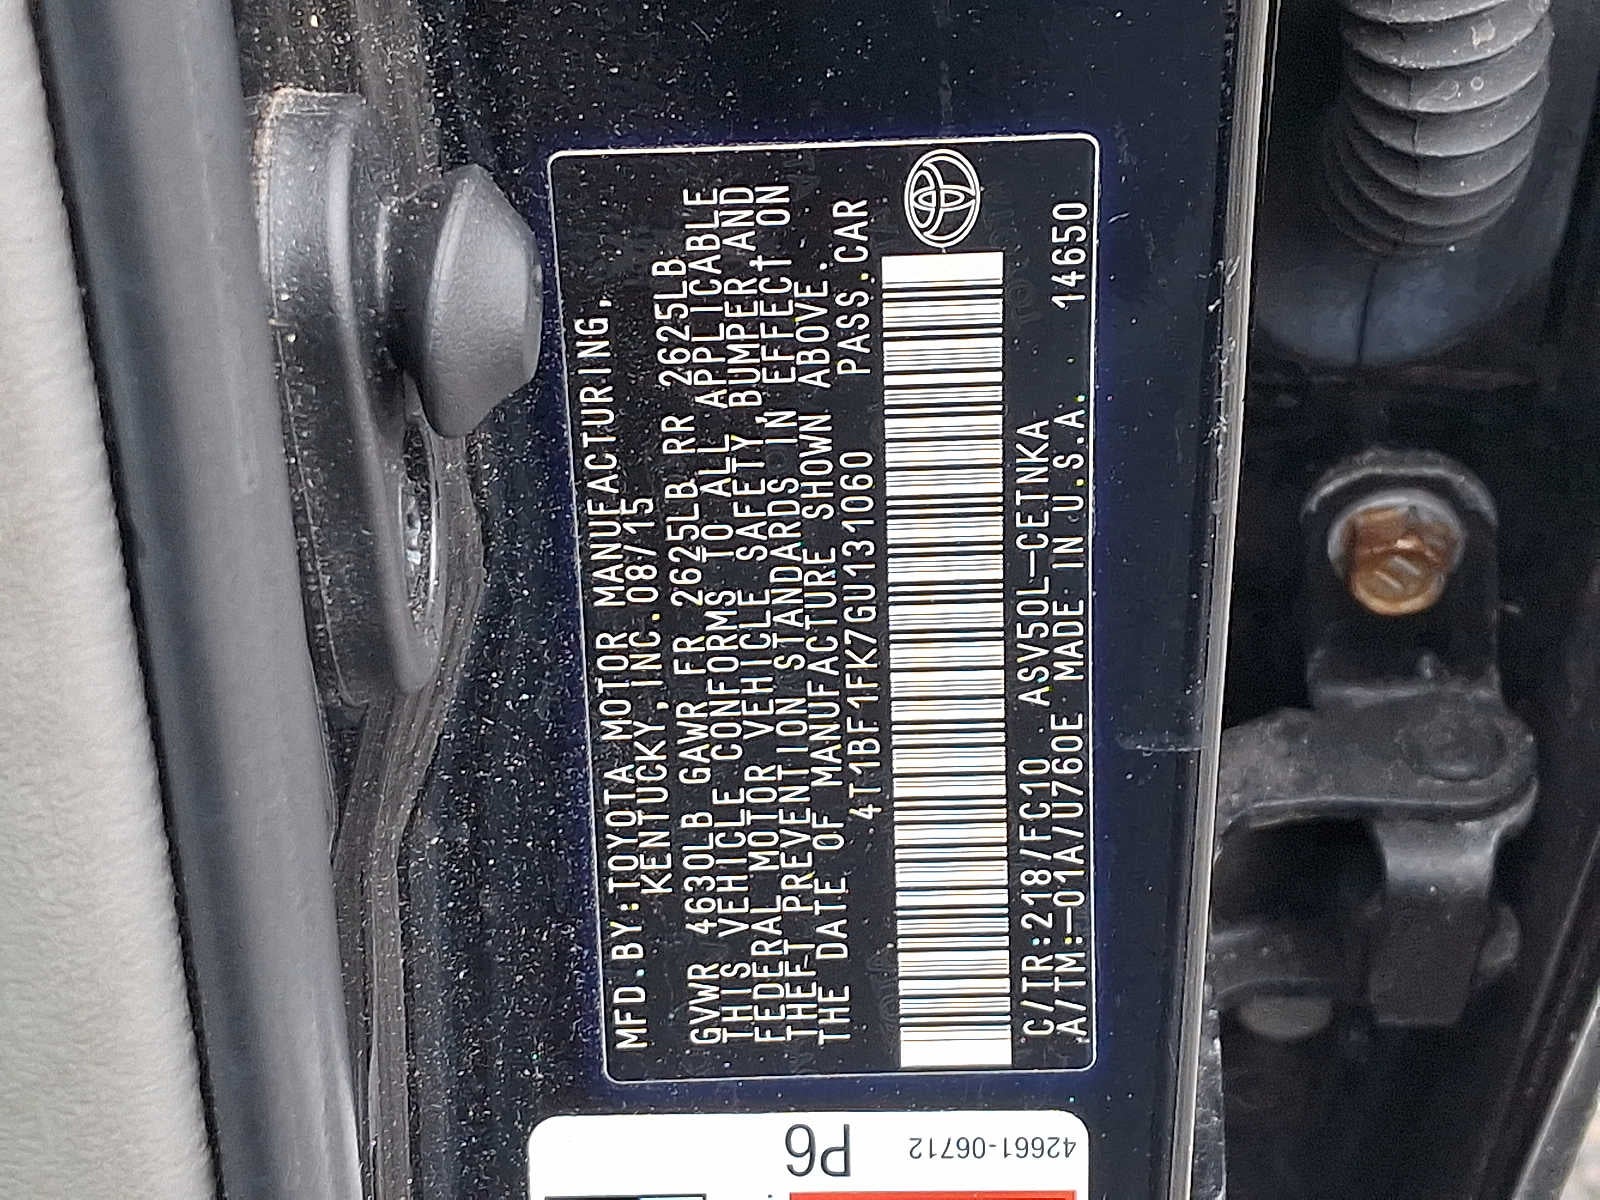 MFD.BY:TOYOTA MOTOR MANUFACTURING,
KENTUCKY,INC.08/15
GVWR 4630LB GAWR FR 2625LB RR 2625LB
THIS VEHICLE CONFORMS TO ALL APPLICABLE
FEDERAL MOTOR VEHICLE SAFETY,BUMPER AND
THEFT PREVENTION STANDARDS IN EFFECT ON
THE DATE OF MANUFACTURE SHOWN ABOVE.
4T1BF1FK7GU131060 PASS.CAR
C/TR:218/FC10 ASV50L-CETNKA
A/TM:-01A/U760E MADE IN U.S.A. 14650
P6
42661-06712